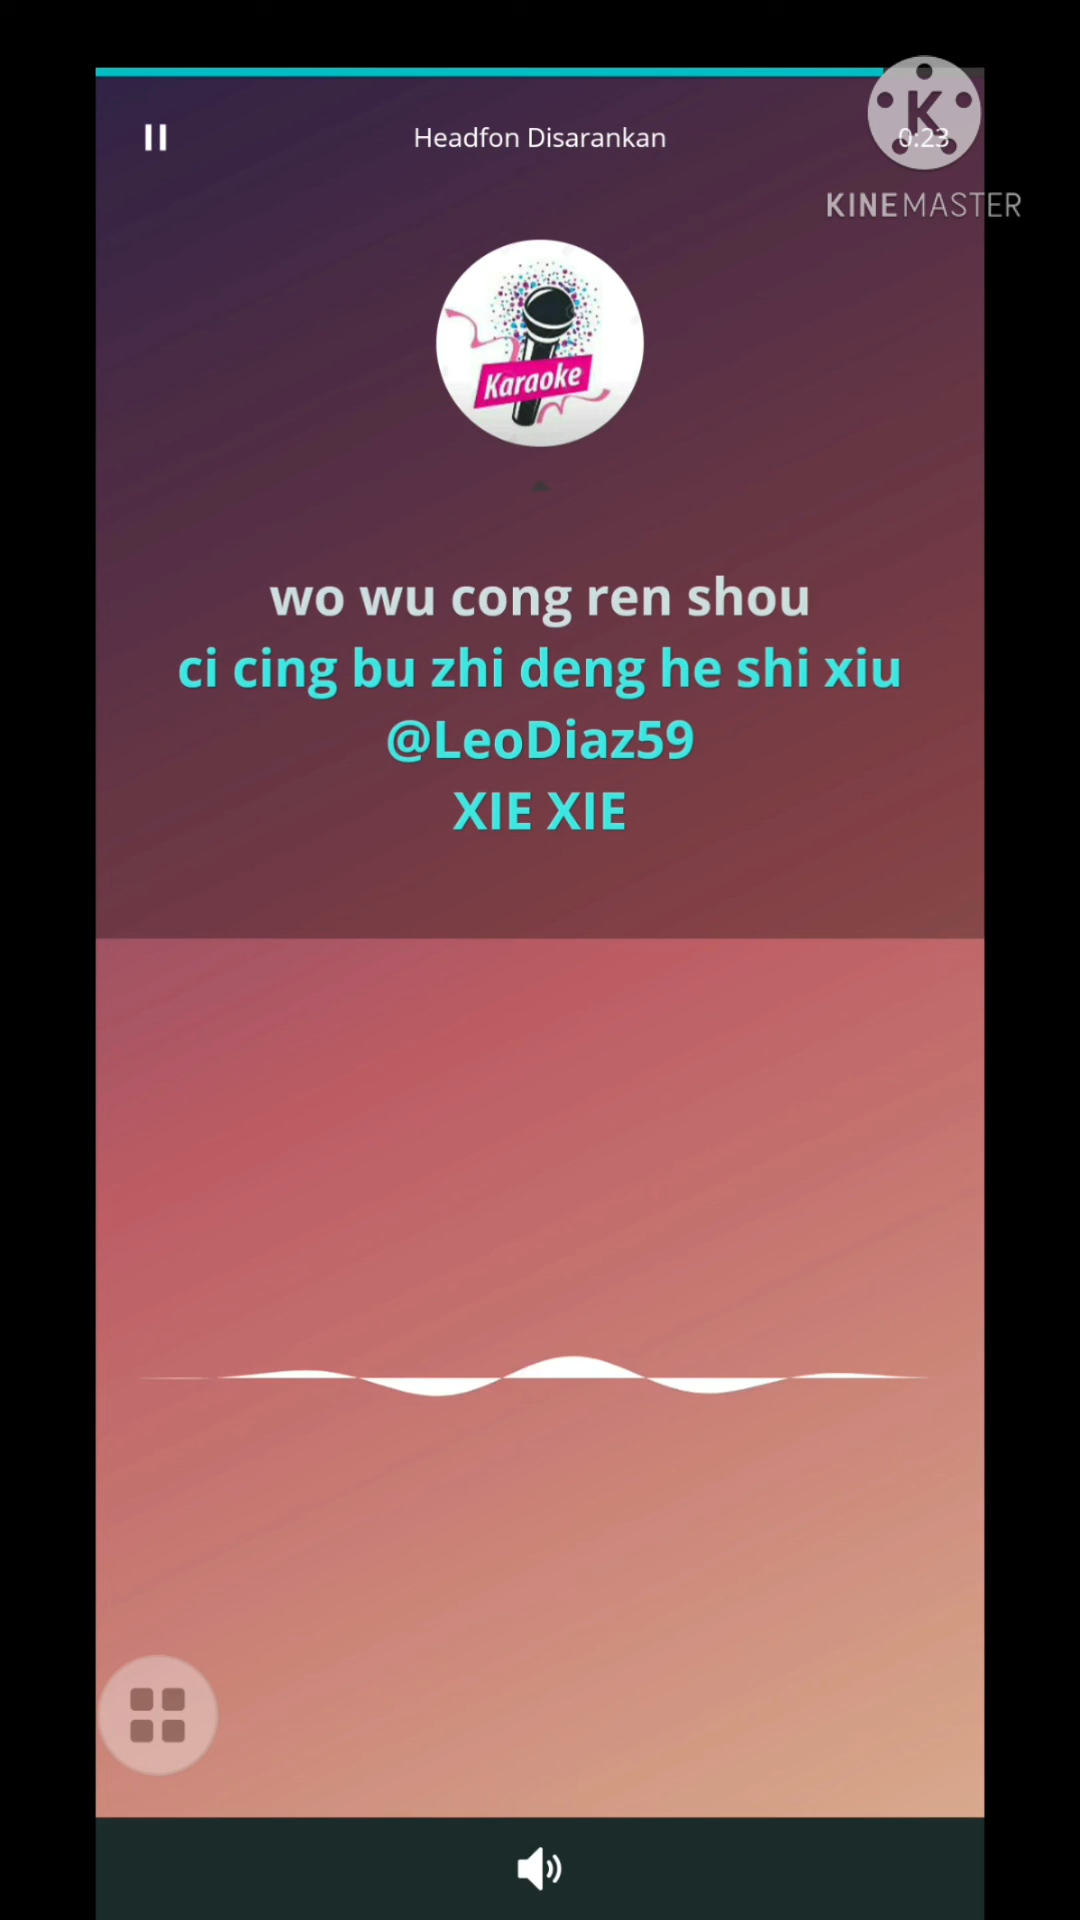 Headfon Disarankan
0:23
KINEMASTER
Karaoke
wo wu cong ren shou
ci cing bu zhi deng he shi xiu
@LeoDiaz59
XIE XIE